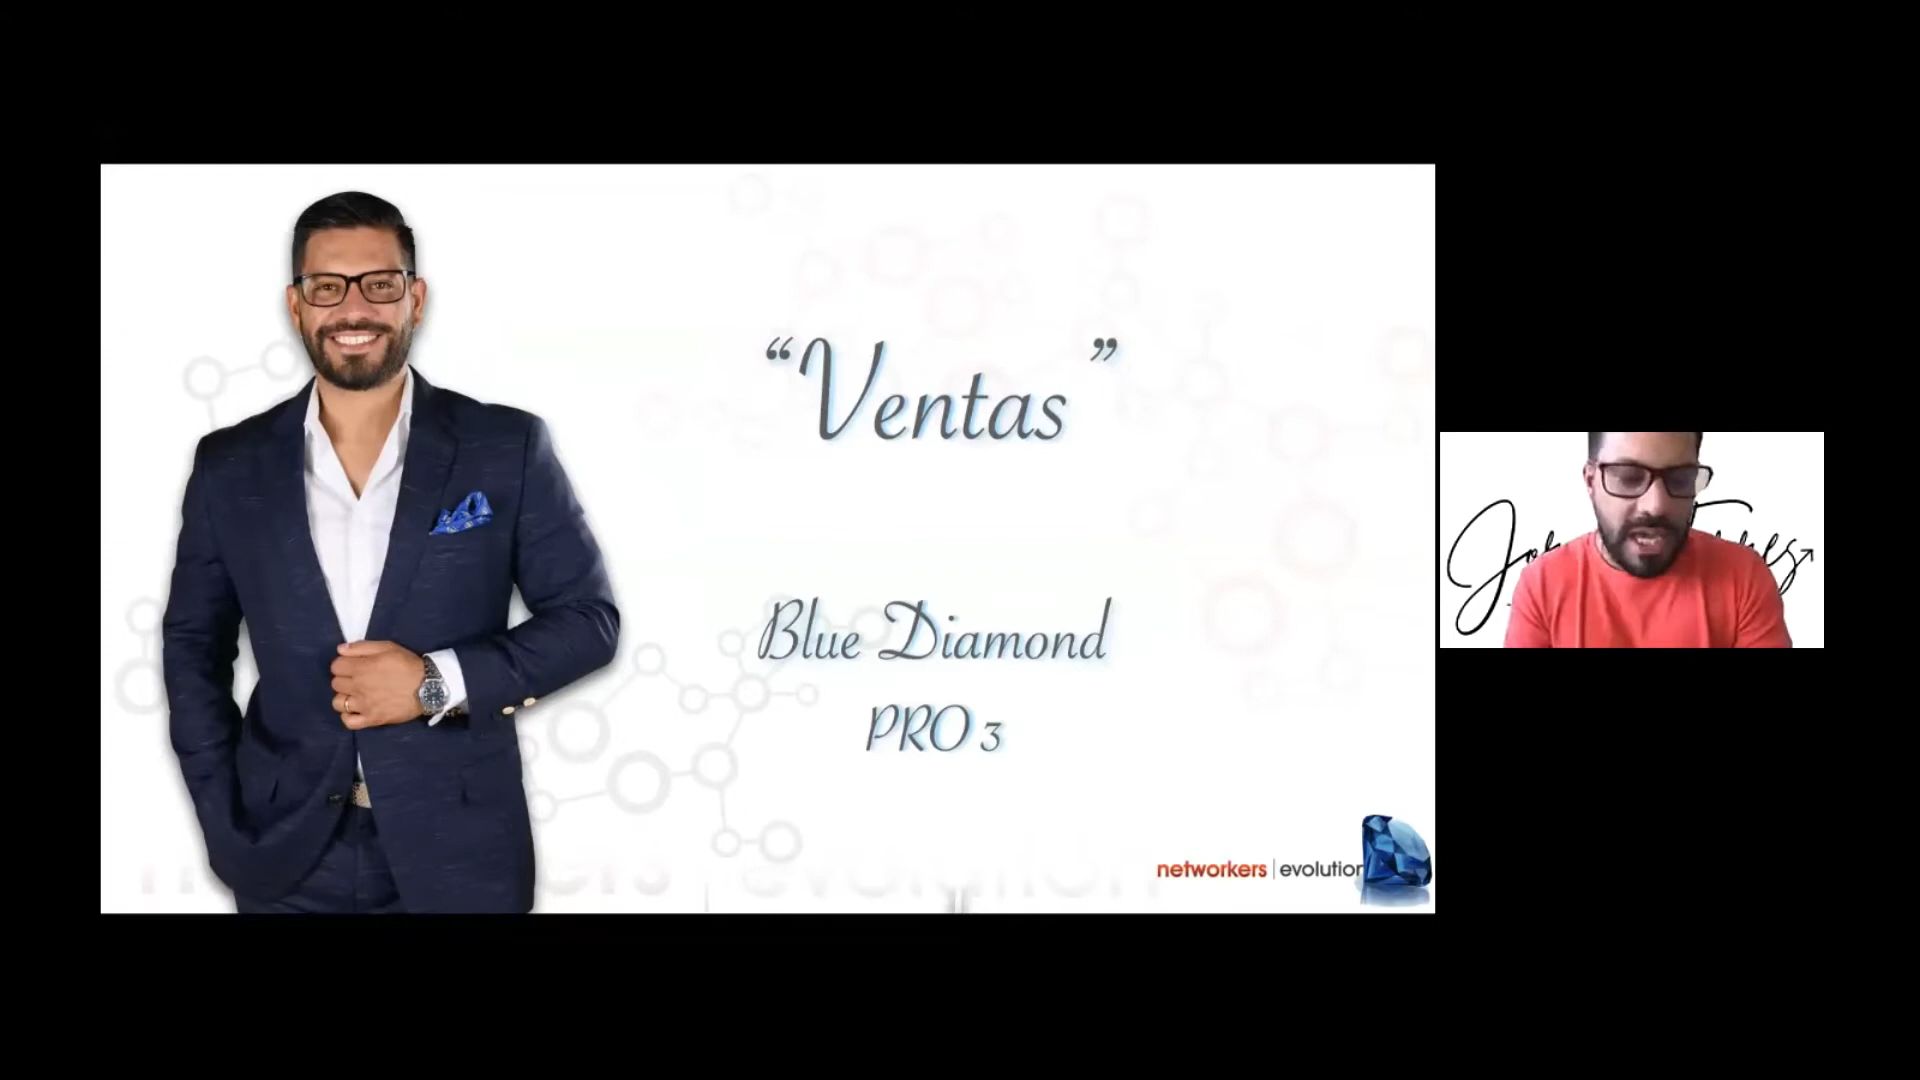 “Ventas”
Blue Diamond
PRO 3
networkers | evolution